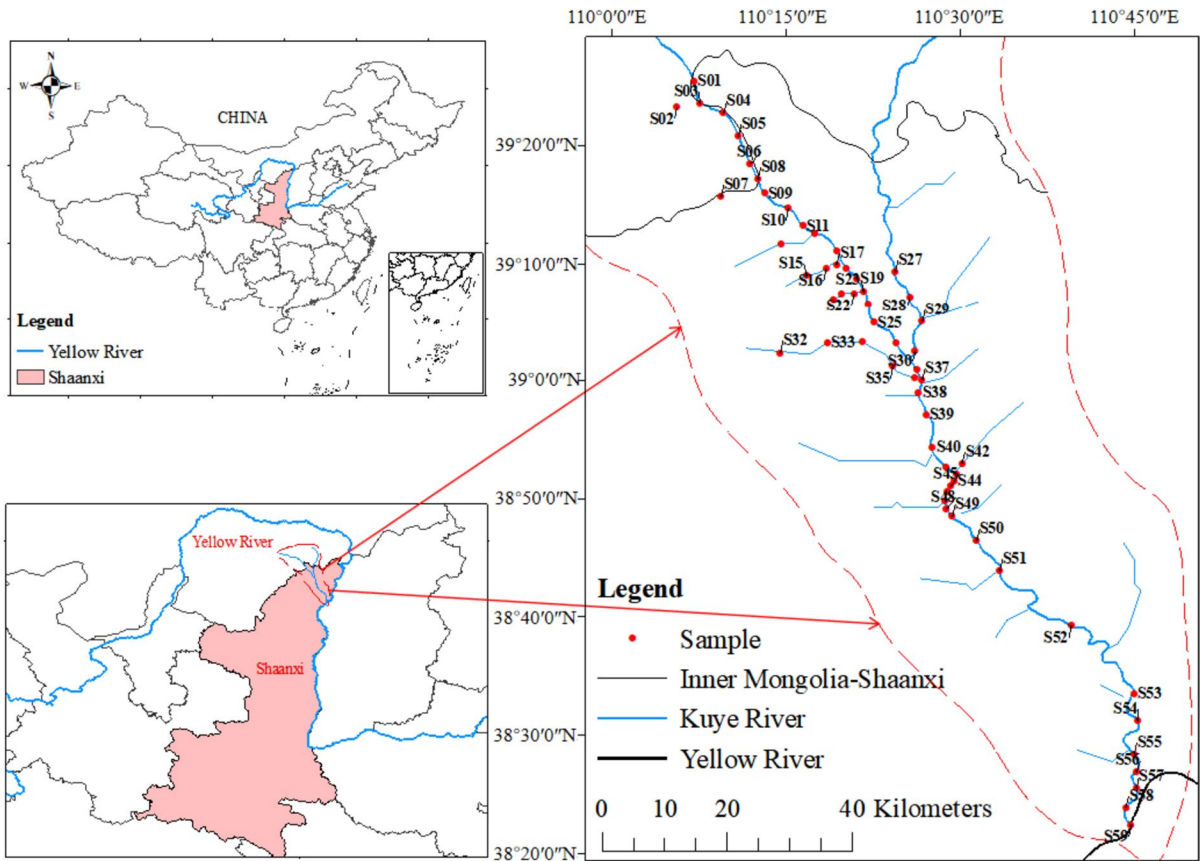 N
W
E
S
CHINA
Legend
Yellow River
Shaanxi
Yellow River
Shaanxi
110°0′0″E
110°15′0″E
110°30′0″E
110°45′0″E
39°20′0″N
39°10′0″N
39°0′0″N
38°50′0″N
38°40′0″N
38°30′0″N
38°20′0″N
S01
S03
S02
S04
S05
S06
S08
S07
S09
S10
S11
S17
S15
S16
S27
S23
S19
S22
S28
S29
S25
S32
S33
S30
S35
S37
S38
S39
S40
S42
S45
S44
S48
S49
S50
S51
S52
S53
S54
S55
S56
S57
S58
S59
Legend
Sample
Inner Mongolia-Shaanxi
Kuye River
Yellow River
0 10 20 40 Kilometers